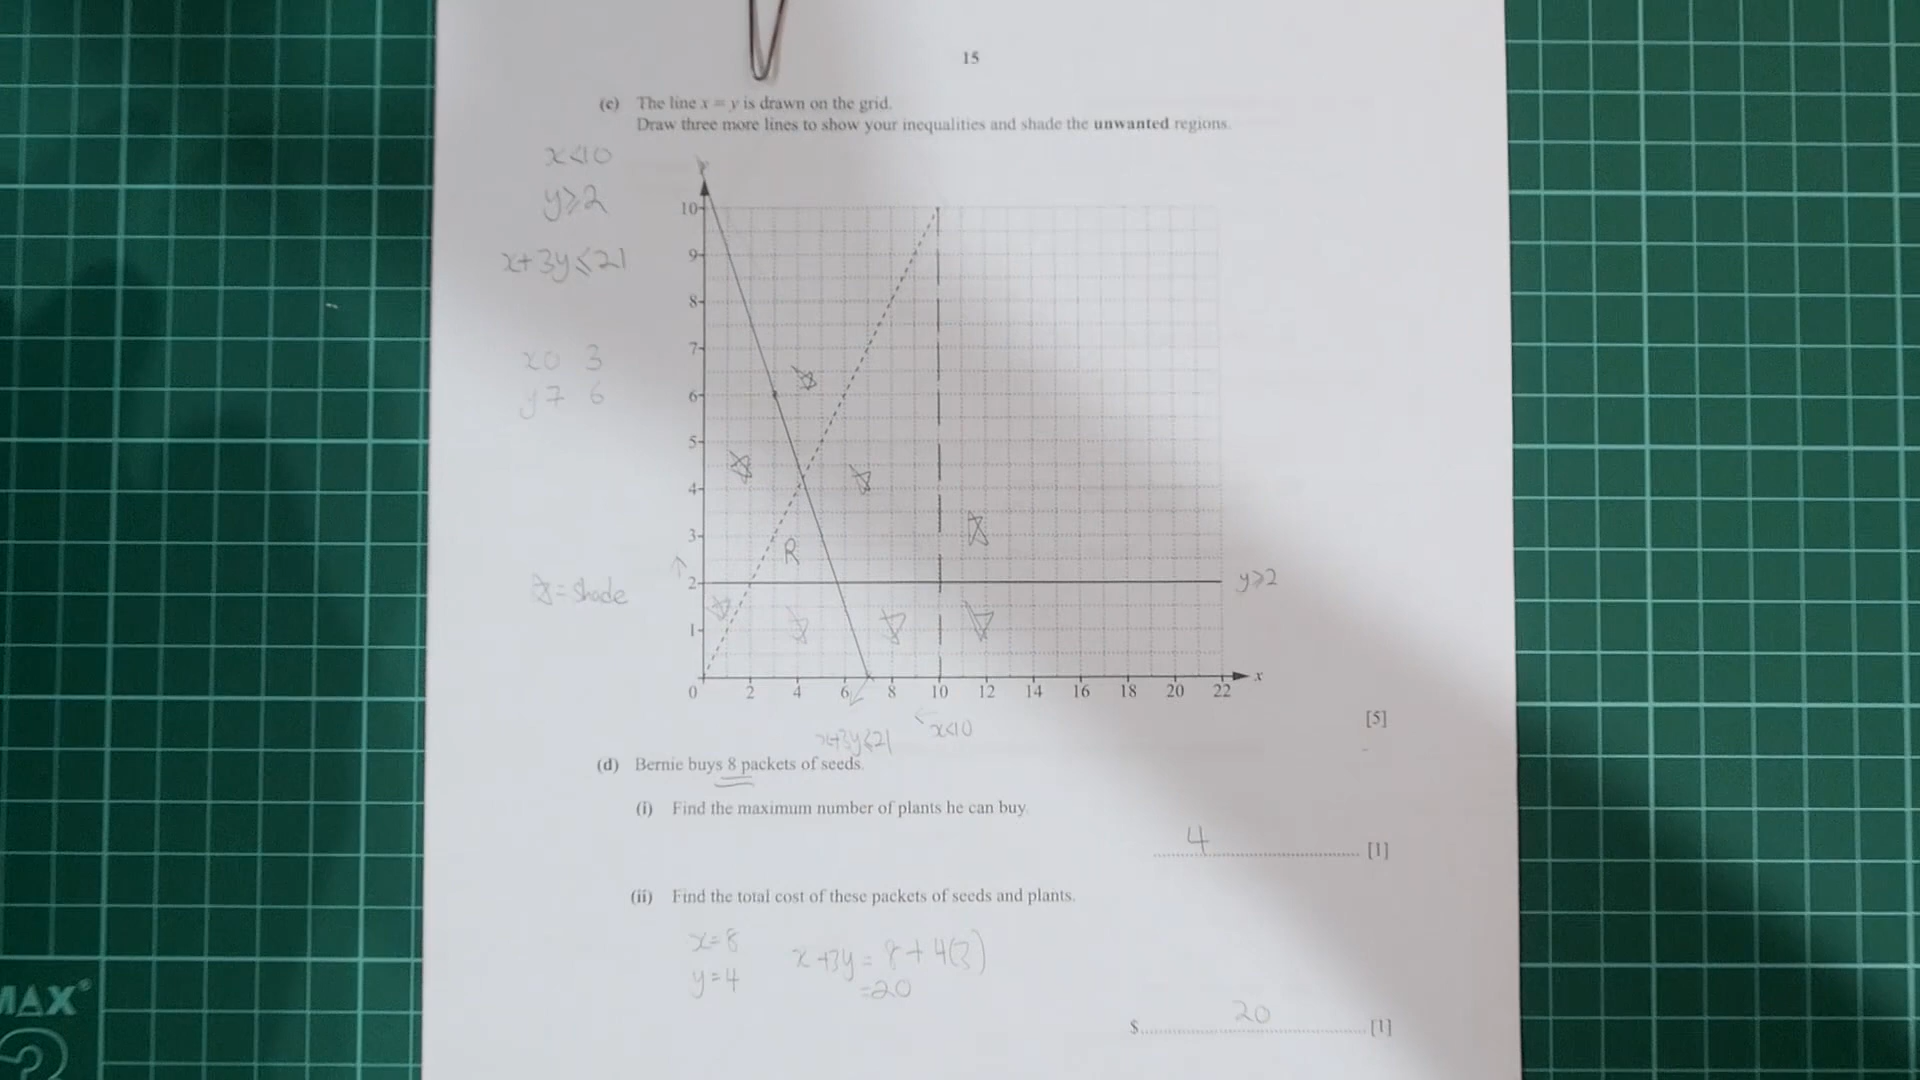 15
(c) The line x = y is drawn on the grid.
Draw three more lines to show your inequalities and shade the unwanted regions.
x<10
y⩾2
x+3y⩽21
x 0 3
y 7 6
= shade
y
10
9
8
7
6
5
4
3
2
1
R
y⩾2
0 2 4 6 8 10 12 14 16 18 20 22 x
[5]
x+3y⩽21
x<10
(d) Bernie buys 8 packets of seeds.
(i) Find the maximum number of plants he can buy.
4 [1]
(ii) Find the total cost of these packets of seeds and plants.
x=8 x+3y = 8+4(3)
y=4 =20
$ 20 [1]
MAX®